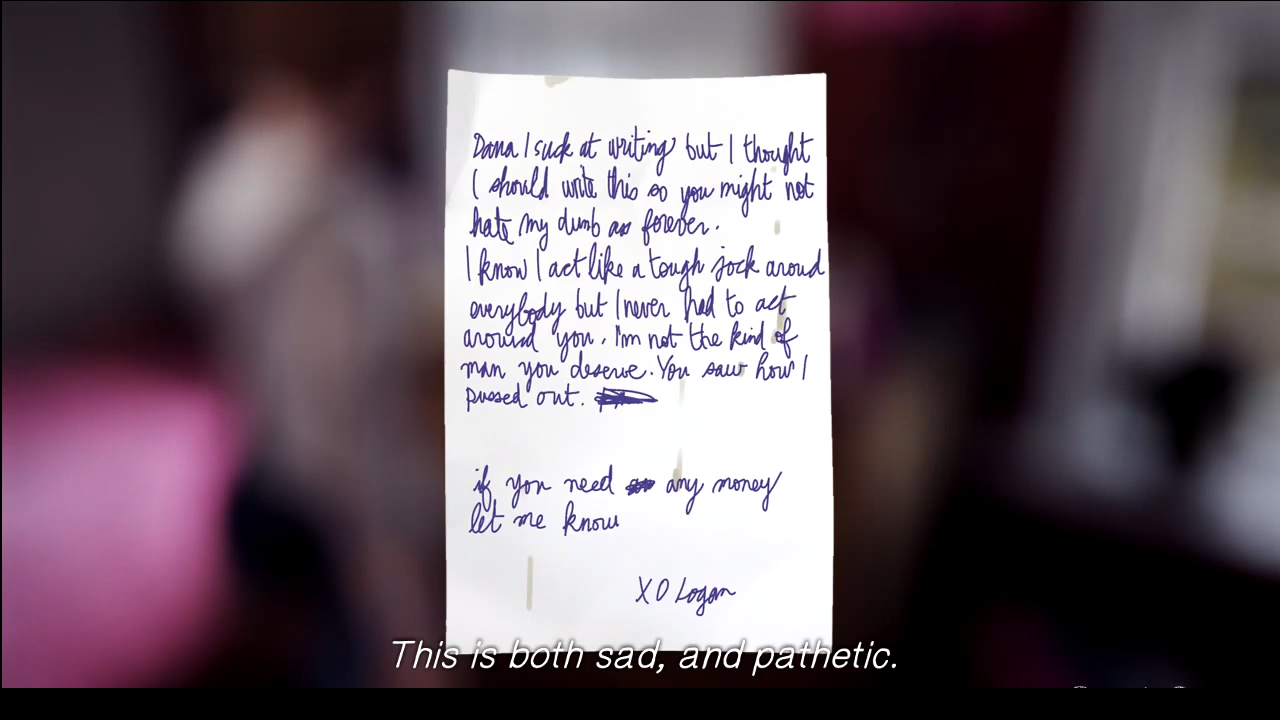 Dana I suck at writing but I thought
I should write this so you might not
hate my dumb ass forever.
I know I act like a tough jock aroud
everybody but I never had to act
around you. I'm not the kind of
man you deserve. You saw how I
pussed out.
if you need any money
let me know
XO Logan
This is both sad, and pathetic.